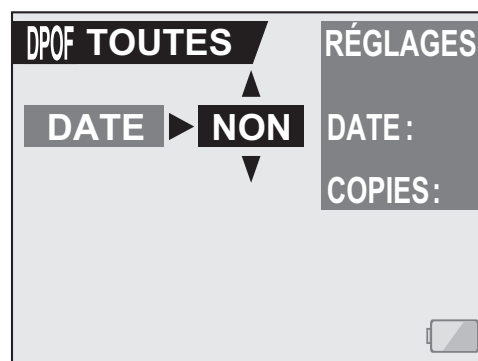 DPOF TOUTES
RÉGLAGES
DATE NON
DATE :
COPIES :